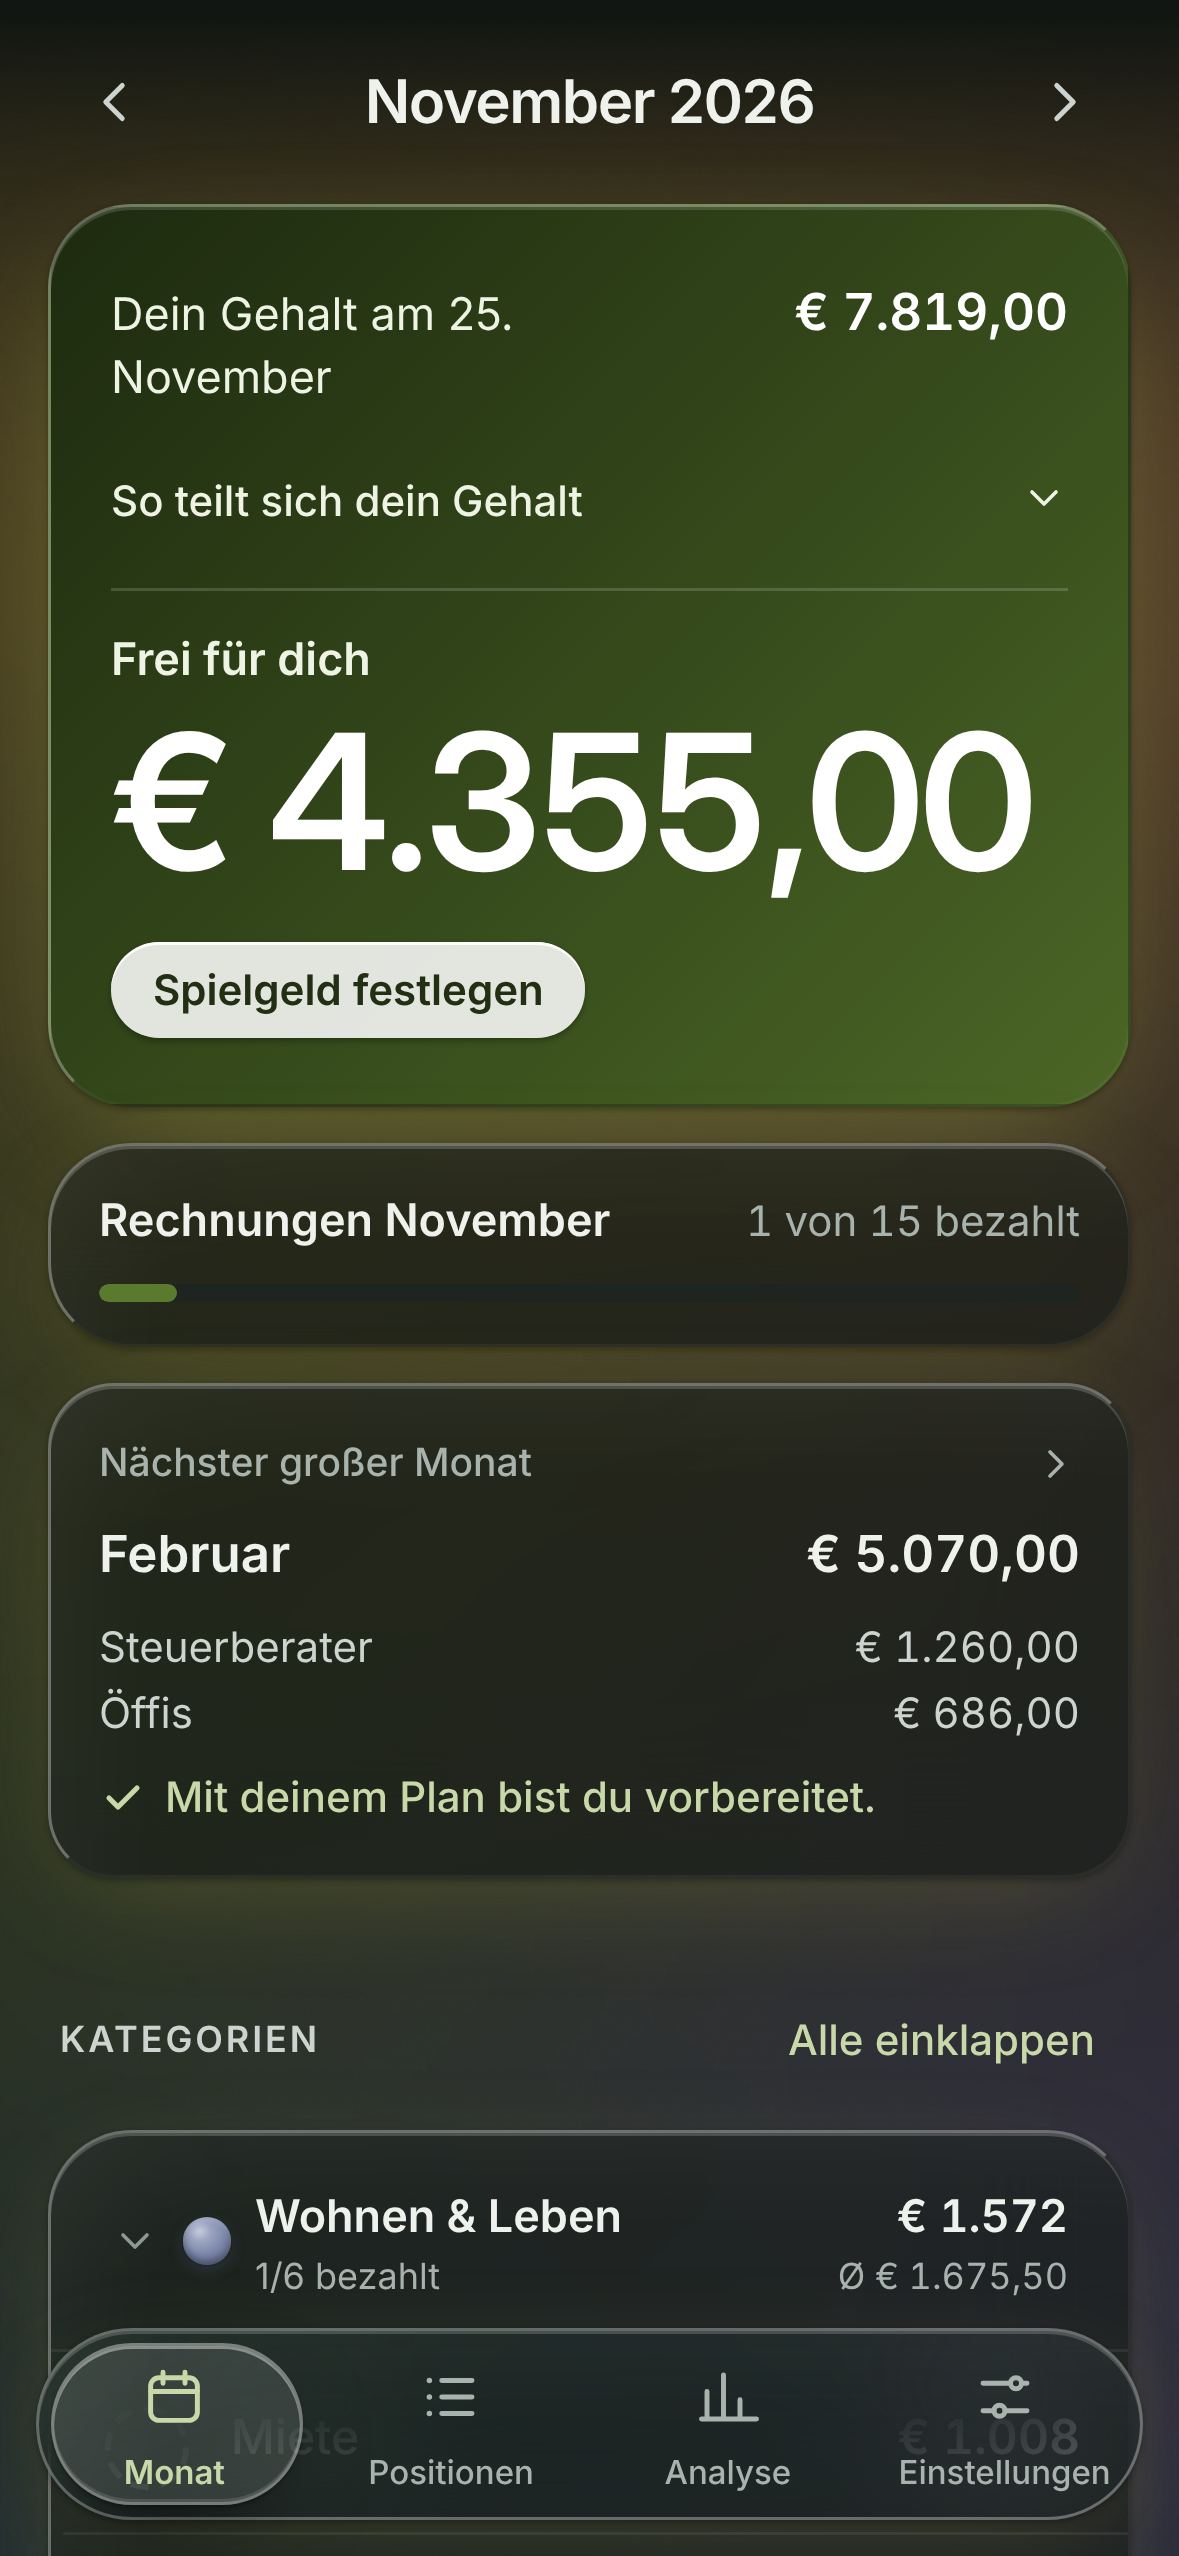 November 2026
Dein Gehalt am 25. November
€ 7.819,00
So teilt sich dein Gehalt
Frei für dich
€ 4.355,00
Spielgeld festlegen
Rechnungen November
1 von 15 bezahlt
Nächster großer Monat
Februar
€ 5.070,00
Steuerberater
€ 1.260,00
Öffis
€ 686,00
Mit deinem Plan bist du vorbereitet.
KATEGORIEN
Alle einklappen
Wohnen & Leben
€ 1.572
1/6 bezahlt
Ø € 1.675,50
Miete
€ 1.008
Monat
Positionen
Analyse
Einstellungen